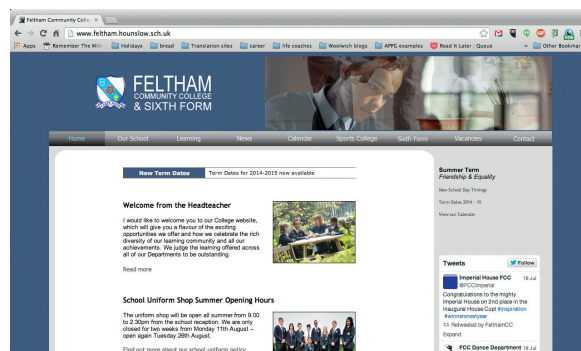 Feltham Community Colle
www.feltham.hounslow.sch.uk
Apps Remember The Milk Holidays bread Translation sites career life coaches Woolwich blogs APPG examples Read It Later : Queue » Other Bookmar
FELTHAM
COMMUNITY COLLEGE
& SIXTH FORM
Home Our School Learning News Calendar Sports College Sixth Form Vacancies Contact
New Term Dates Term Dates for 2014-2015 now available
Welcome from the Headteacher
I would like to welcome you to our College website,
which will give you a flavour of the exciting
opportunities we offer and how we celebrate the rich
diversity of our learning community and all our
achievements. We judge the learning offered across
all of our Departments to be outstanding.
Read more
School Uniform Shop Summer Opening Hours
The uniform shop will be open all summer from 9.00
to 2.30pm from the school reception. We are only
closed for two weeks from Monday 11th August –
open again Tuesday 26th August.
Find out more about our school uniform policy
Summer Term
Friendship & Equality
New School Day Timings
Term Dates 2014 - 15
View our Calendar
Tweets Follow
Imperial House FCC 18 Jul
@FCCImperial
Congratulations to the mighty
Imperial House on 2nd place in the
inaugural House Cup! #inspiration
#winnersnextyear
Retweeted by FelthamCC
Expand
FCC Dance Department 18 Jul